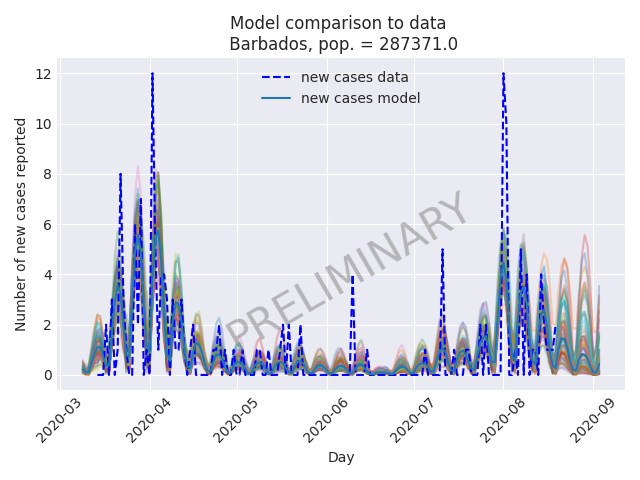 Model comparison to data
Barbados, pop. = 287371.0
new cases data
new cases model
PRELIMINARY
Number of new cases reported
12
10
8
6
4
2
0
2020-03
2020-04
2020-05
2020-06
2020-07
2020-08
2020-09
Day